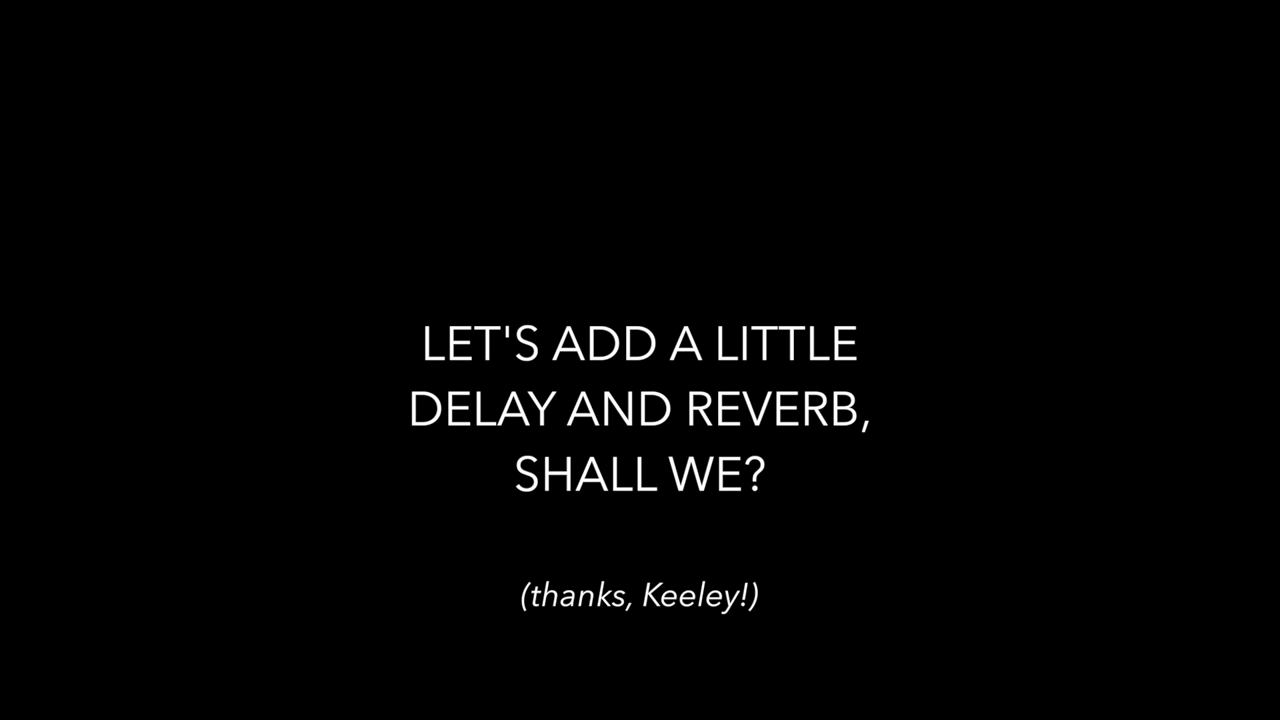 LET'S ADD A LITTLE
DELAY AND REVERB,
SHALL WE?
(thanks, Keeley!)